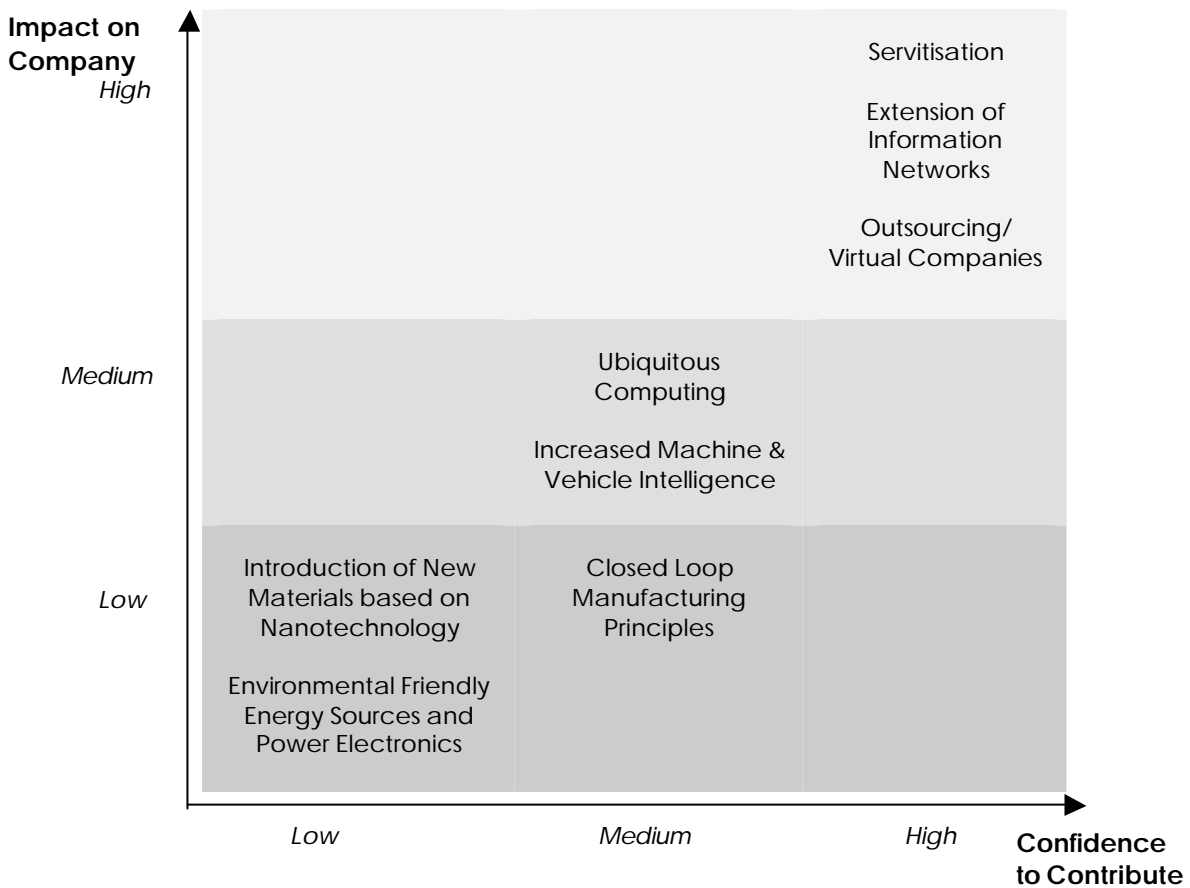 Impact on
Company
High
Servitisation
Extension of
Information
Networks
Outsourcing/
Virtual Companies
Medium
Ubiquitous
Computing
Increased Machine &
Vehicle Intelligence
Low
Introduction of New
Materials based on
Nanotechnology
Environmental Friendly
Energy Sources and
Power Electronics
Closed Loop
Manufacturing
Principles
Low
Medium
High
Confidence
to Contribute